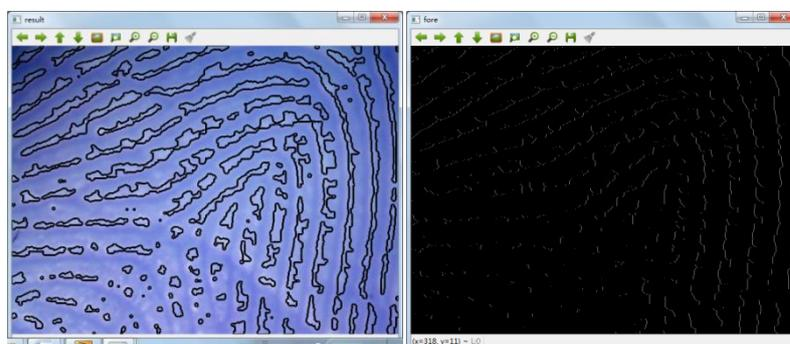 result
fore
(x=318, y=11) ~ L:0